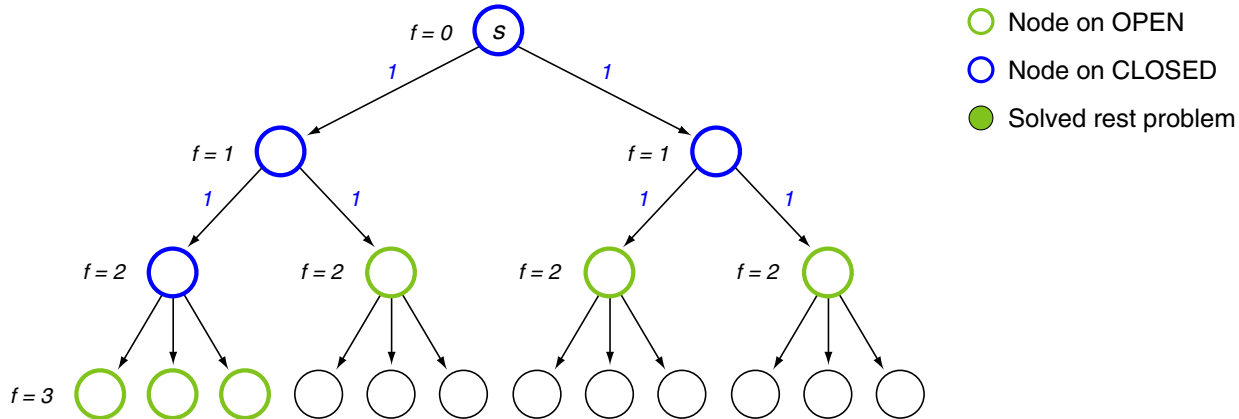 f = 0
s
Node on OPEN
1
1
Node on CLOSED
Solved rest problem
f = 1
f = 1
1
1
1
1
f = 2
f = 2
f = 2
f = 2
f = 3